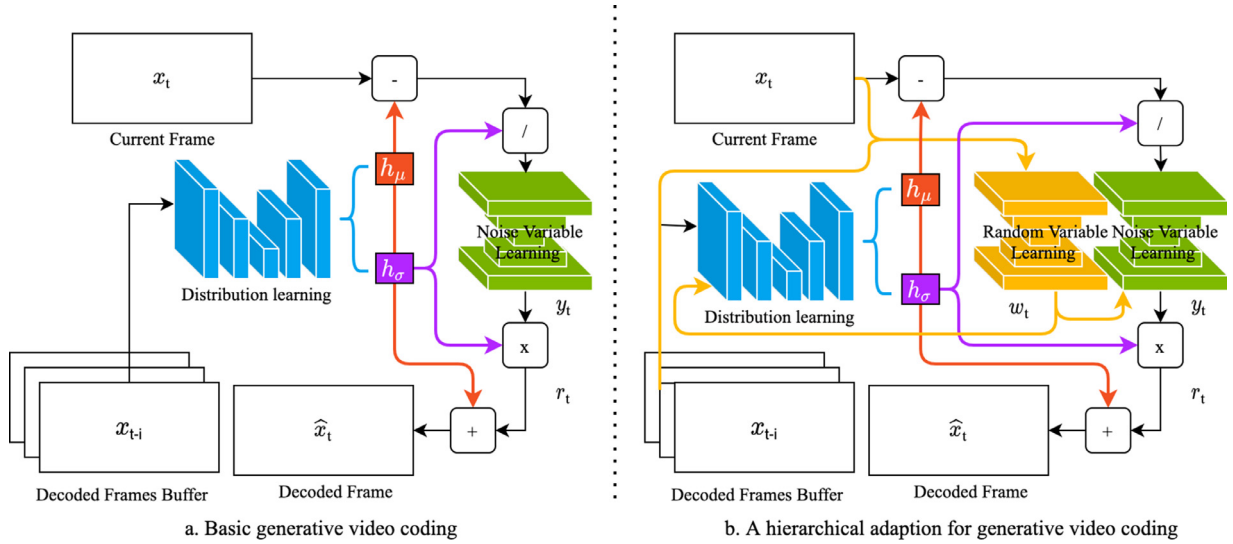 x_t
-
Current Frame
/
h_μ
Noise Variable
Learning
h_σ
Distribution learning
y_t
x
r_t
x_t-i
x̂_t
+
Decoded Frames Buffer
Decoded Frame
a. Basic generative video coding
x_t
-
Current Frame
/
h_μ
Random Variable
Learning
Noise Variable
Learning
h_σ
Distribution learning
w_t
y_t
x
r_t
x_t-i
x̂_t
+
Decoded Frames Buffer
Decoded Frame
b. A hierarchical adaption for generative video coding